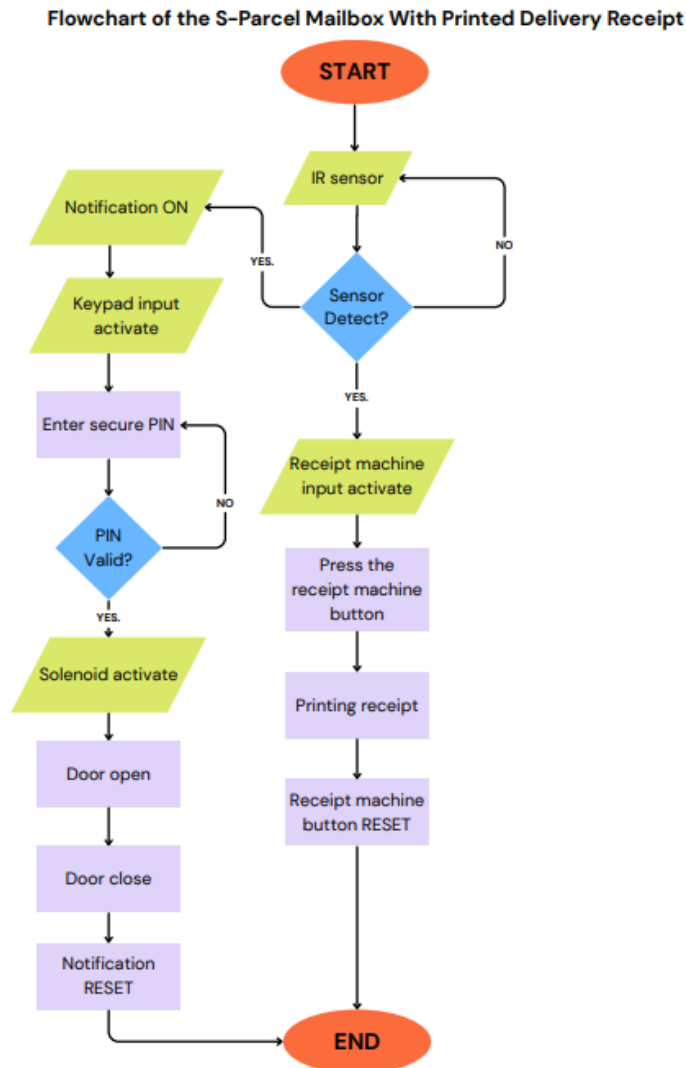 Flowchart of the S-Parcel Mailbox With Printed Delivery Receipt
START
IR sensor
Notification ON
NO
YES.
Sensor
Detect?
Keypad input
activate
YES.
Enter secure PIN
Receipt machine
input activate
NO
PIN
Valid?
Press the
receipt machine
button
YES.
Solenoid activate
Printing receipt
Door open
Receipt machine
button RESET
Door close
Notification
RESET
END